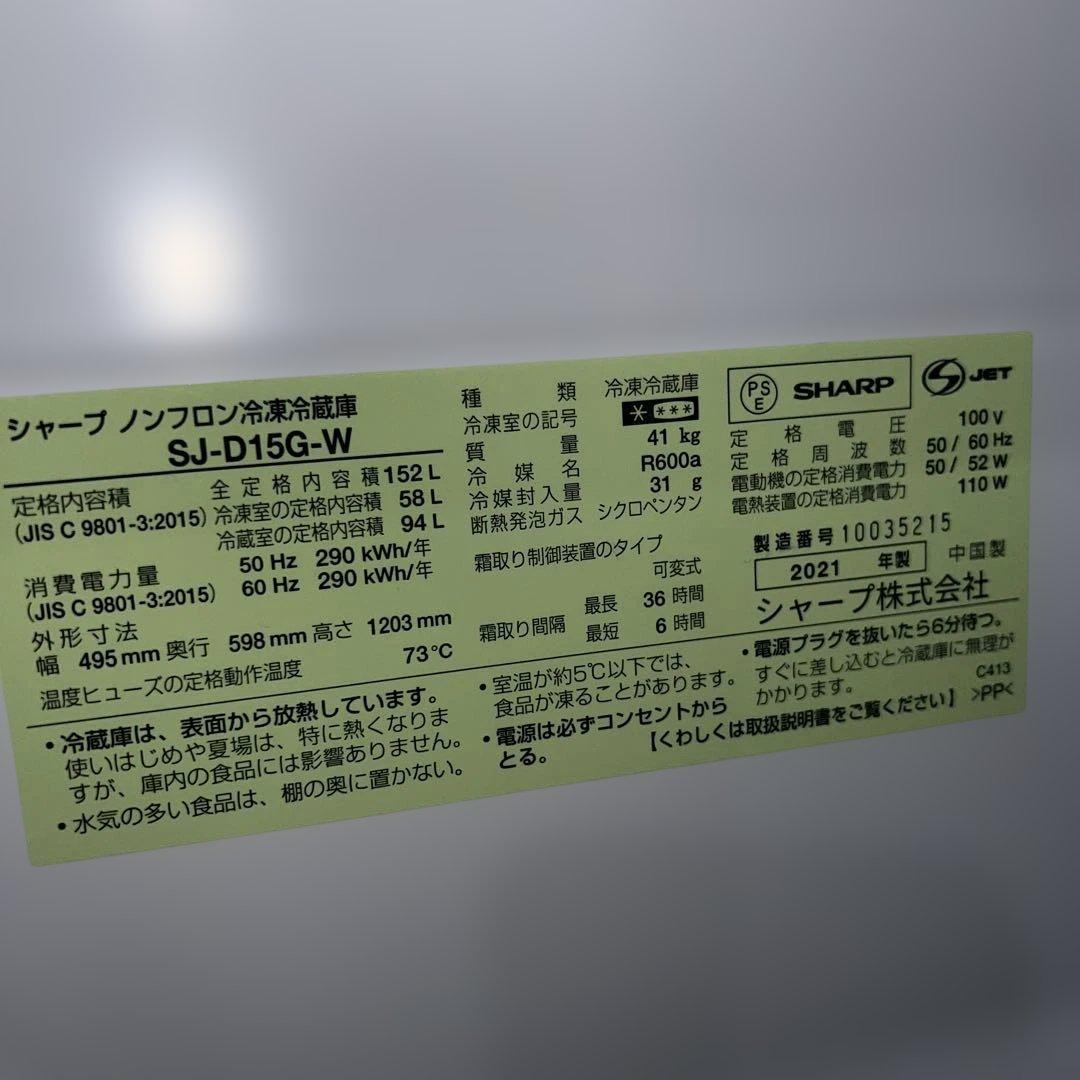 シャープ ノンフロン冷凍冷蔵庫
SJ-D15G-W
定格内容積
(JIS C 9801-3:2015)
全定格内容積 152 L
冷凍室の定格内容積 58 L
冷蔵室の定格内容積 94 L
消費電力量
(JIS C 9801-3:2015)
50 Hz 290 kWh/年
60 Hz 290 kWh/年
外形寸法
幅 495 mm 奥行 598 mm 高さ 1203 mm
温度ヒューズの定格動作温度 73℃
種類 冷凍冷蔵庫
冷凍室の記号 * ***
質量 41 kg
冷媒名 R600a
冷媒封入量 31 g
断熱発泡ガス シクロペンタン
霜取り制御装置のタイプ
可変式
霜取り間隔
最長 36 時間
最短 6 時間
PSE SHARP
JET
定格電圧 100 V
定格周波数 50 / 60 Hz
電動機の定格消費電力 50 / 52 W
電熱装置の定格消費電力 110 W
製造番号 10035215
2021 年製 中国製
シャープ株式会社
・冷蔵庫は、表面から放熱しています。
使いはじめや夏場は、特に熱くなりま
すが、庫内の食品には影響ありません。
・水気の多い食品は、棚の奥に置かない。
・室温が約5℃以下では、
食品が凍ることがあります。
・電源は必ずコンセントから
とる。
・電源プラグを抜いたら6分待つ。
すぐに差し込むと冷蔵庫に無理が
かかります。
C413
【くわしくは取扱説明書をご覧ください】 >PP<